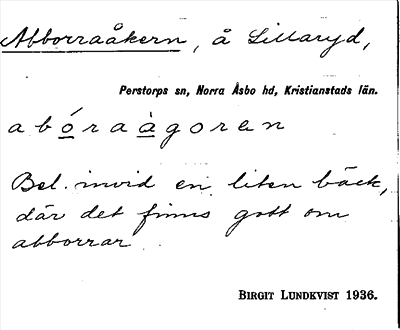 Abborraåkern, å Lillaryd,
Perstorps sn, Norra Åsbo hd, Kristianstads län.
abóraàgoren
Bel. invid en liten bäck,
där det finns gott om
abborrar.
BIRGIT LUNDKVIST 1936.